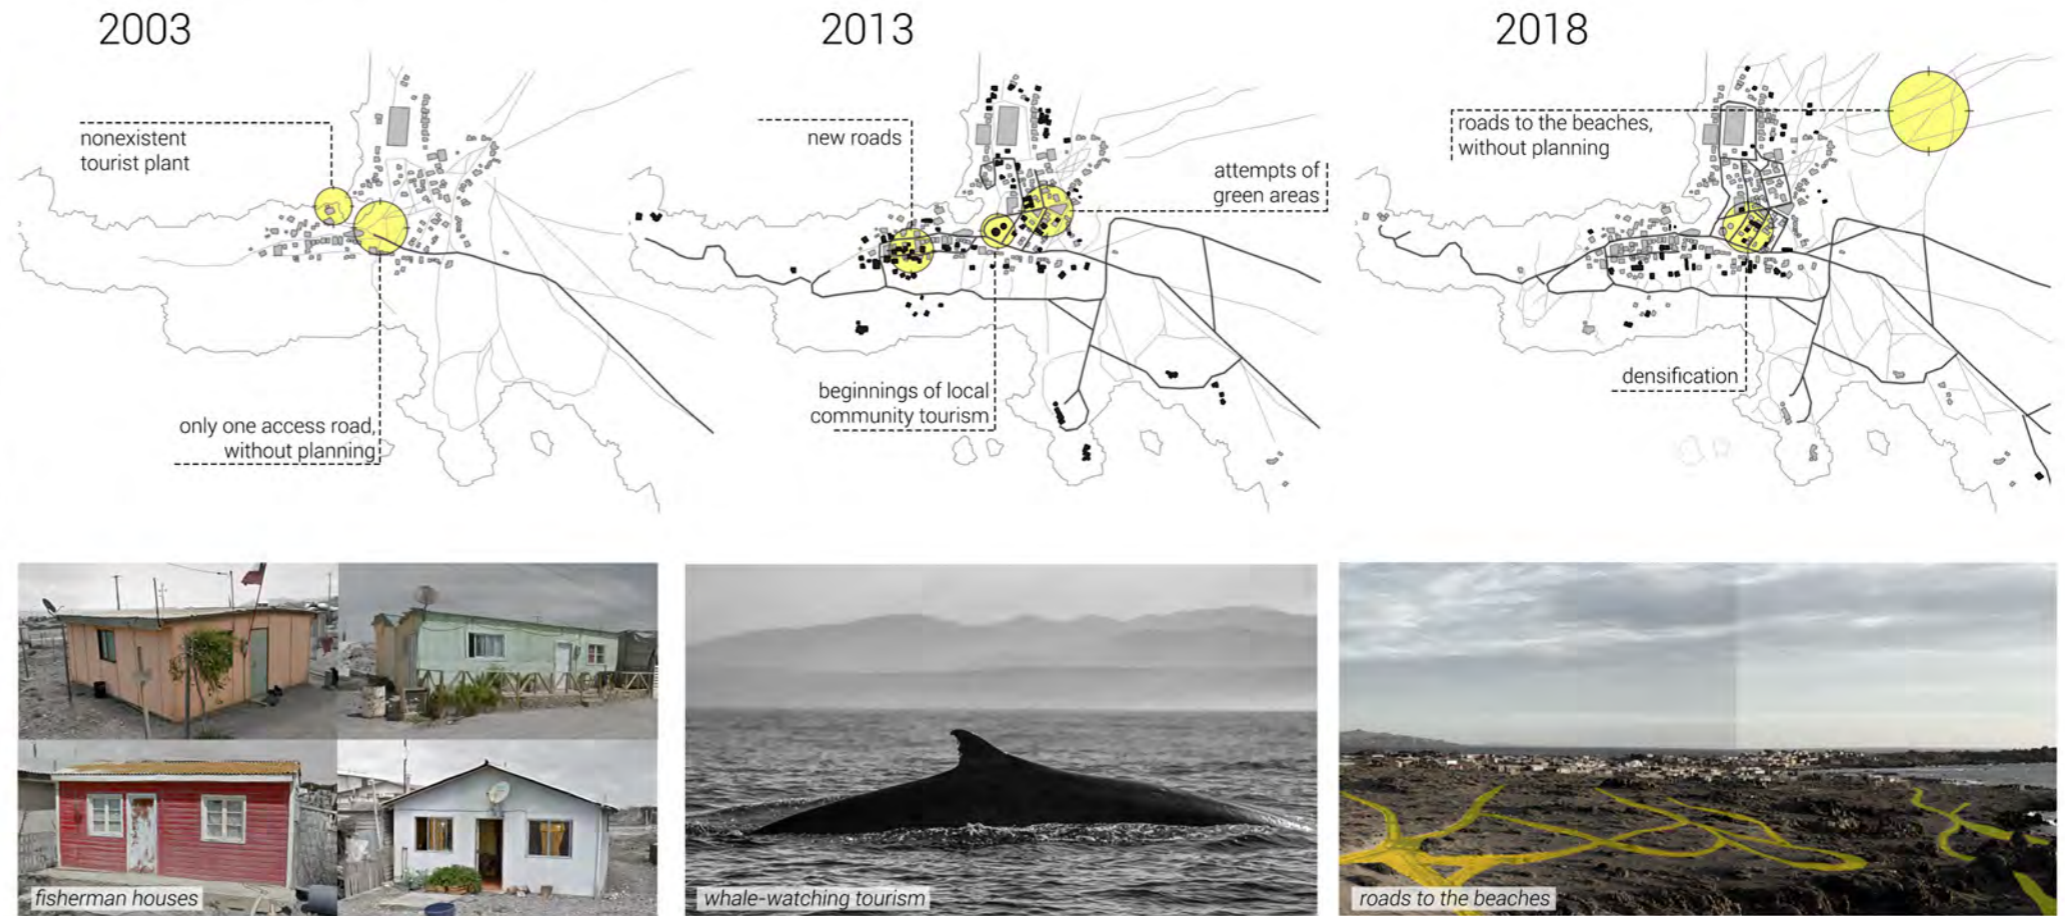 2003
2013
2018
nonexistent
tourist plant
only one access road,
without planning
new roads
attempts of
green areas
beginnings of local
community tourism
roads to the beaches,
without planning
densification
fisherman houses
whale-watching tourism
roads to the beaches